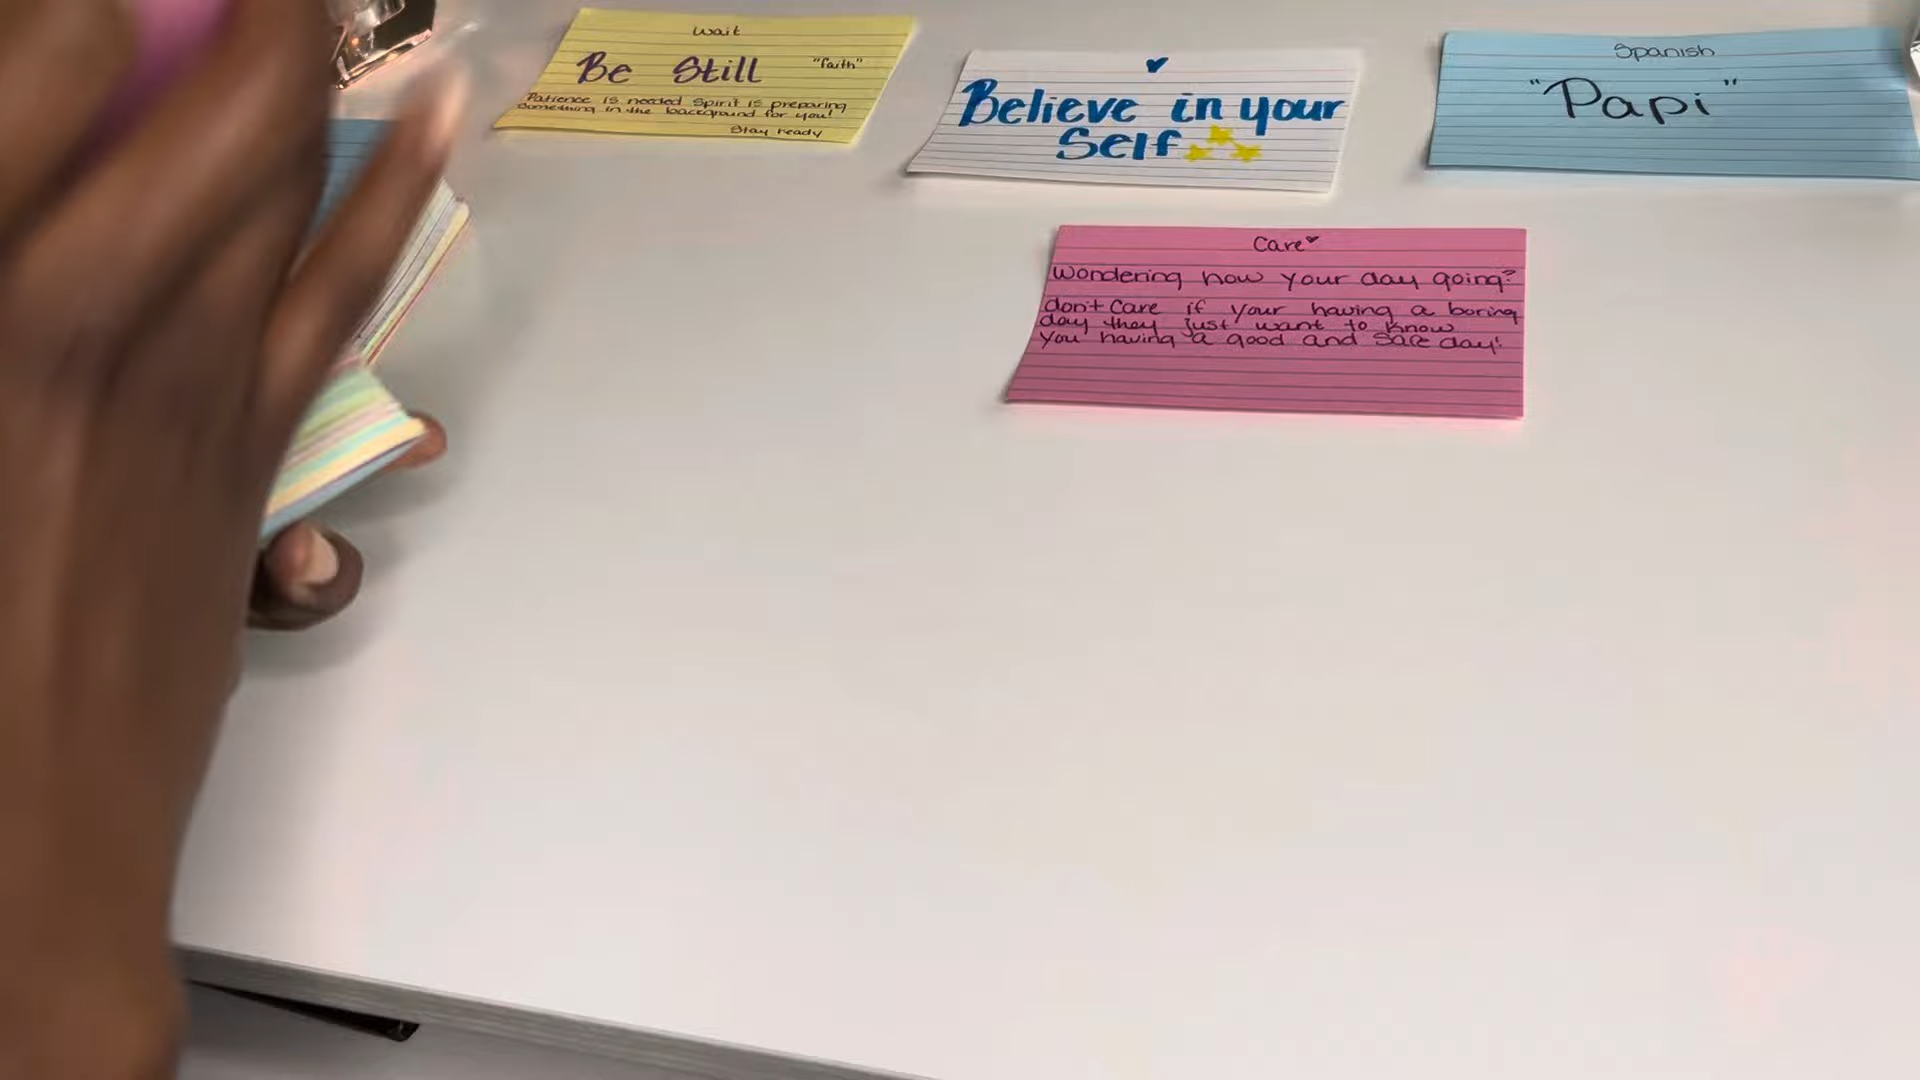 Wait
Be Still "faith"
Patience is needed Spirit is preparing
something in the background for you!
Stay ready
Believe in your
Self
Spanish
"Papi"
Care
Wondering how your day going?
don't care if your having a boring
day they just want to know
you having a good and safe day!